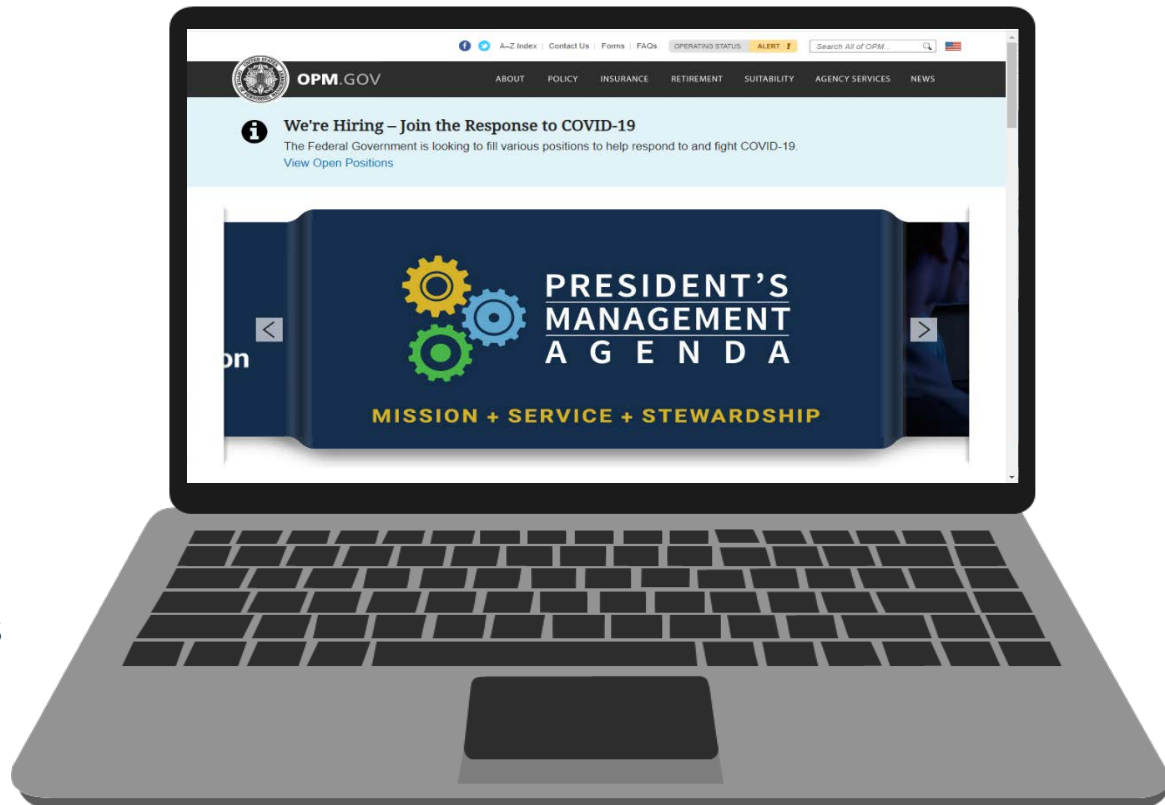 A–Z Index | Contact Us | Forms | FAQs OPERATING STATUS ALERT ! Search All of OPM...
OPM.GOV ABOUT POLICY INSURANCE RETIREMENT SUITABILITY AGENCY SERVICES NEWS
We're Hiring – Join the Response to COVID-19
The Federal Government is looking to fill various positions to help respond to and fight COVID-19.
View Open Positions
on
PRESIDENT'S
MANAGEMENT
AGENDA
MISSION + SERVICE + STEWARDSHIP
s